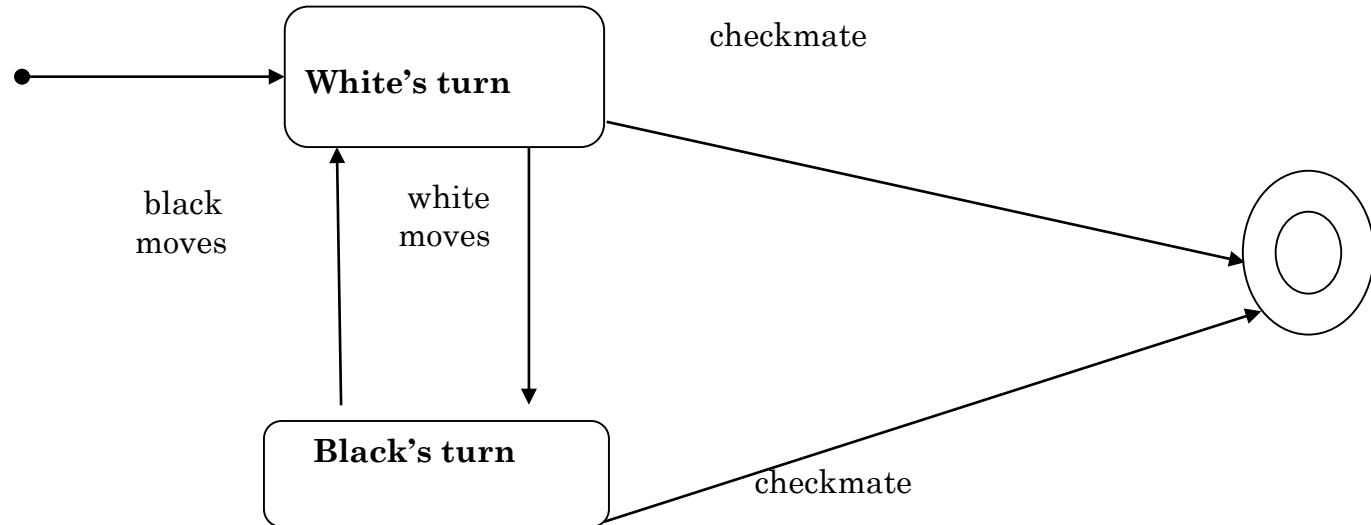 checkmate
White’s turn
black
moves
white
moves
Black’s turn
checkmate